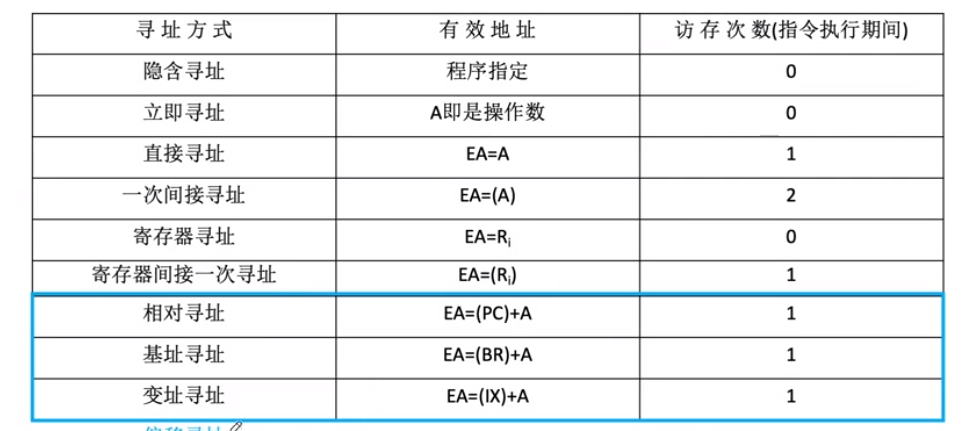 寻址方式 有效地址 访存次数(指令执行期间)
隐含寻址 程序指定 0
立即寻址 A即是操作数 0
直接寻址 EA=A 1
一次间接寻址 EA=(A) 2
寄存器寻址 EA=Ri 0
寄存器间接一次寻址 EA=(Ri) 1
相对寻址 EA=(PC)+A 1
基址寻址 EA=(BR)+A 1
变址寻址 EA=(IX)+A 1